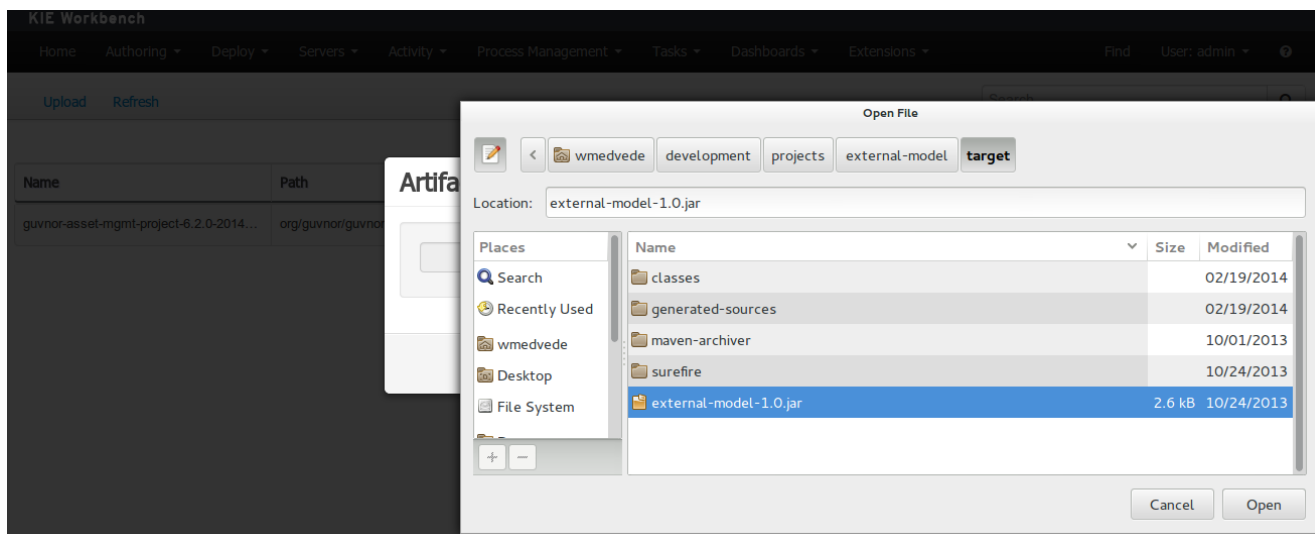 KIE Workbench
Home Authoring Deploy Servers Activity Process Management Tasks Dashboards Extensions Find User: admin
Upload Refresh Search
Open File
wmedvede development projects external-model target
Name Path Artifa
Location: external-model-1.0.jar
guvnor-asset-mgmt-project-6.2.0-2014... org/guvnor/guvno
Places Name Size Modified
Search classes 02/19/2014
Recently Used generated-sources 02/19/2014
wmedvede maven-archiver 10/01/2013
Desktop surefire 10/24/2013
File System external-model-1.0.jar 2.6 kB 10/24/2013
Cancel Open